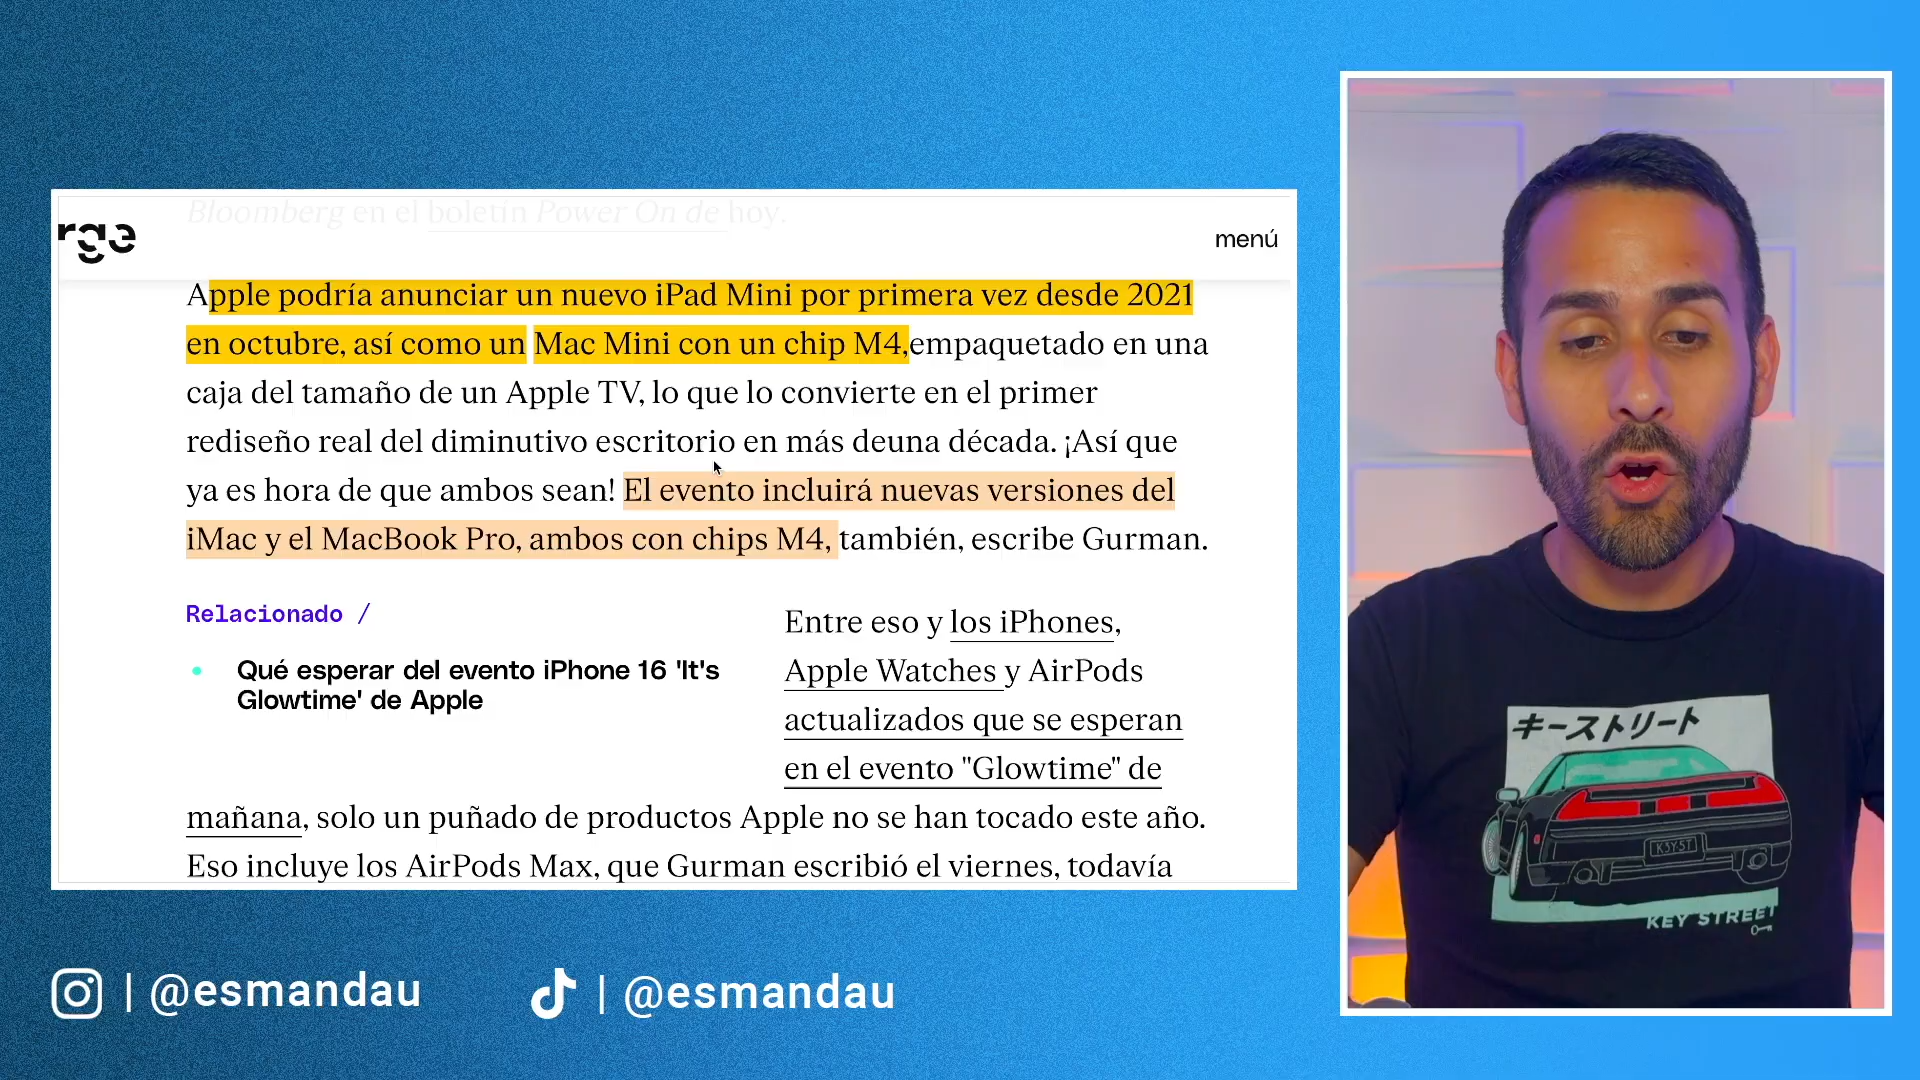 Bloomberg en el boletín Power On de hoy.
rge
menú
Apple podría anunciar un nuevo iPad Mini por primera vez desde 2021
en octubre, así como un Mac Mini con un chip M4,empaquetado en una
caja del tamaño de un Apple TV, lo que lo convierte en el primer
rediseño real del diminutivo escritorio en más deuna década. ¡Así que
ya es hora de que ambos sean! El evento incluirá nuevas versiones del
iMac y el MacBook Pro, ambos con chips M4, también, escribe Gurman.
Relacionado /
Qué esperar del evento iPhone 16 'It's
Glowtime' de Apple
Entre eso y los iPhones,
Apple Watches y AirPods
actualizados que se esperan
en el evento "Glowtime" de
mañana, solo un puñado de productos Apple no se han tocado este año.
Eso incluye los AirPods Max, que Gurman escribió el viernes, todavía
| @esmandau
| @esmandau
キーストリート
K3Y-ST
KEY STREET